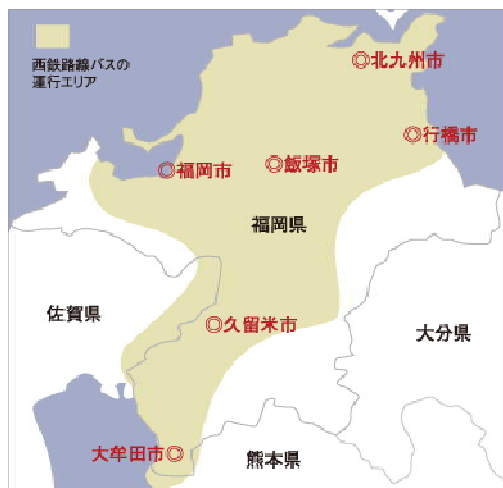 西鉄路線バスの
運行エリア
◎北九州市
◎行橋市
◎福岡市
◎飯塚市
福岡県
佐賀県
◎久留米市
大分県
大牟田市◎
熊本県